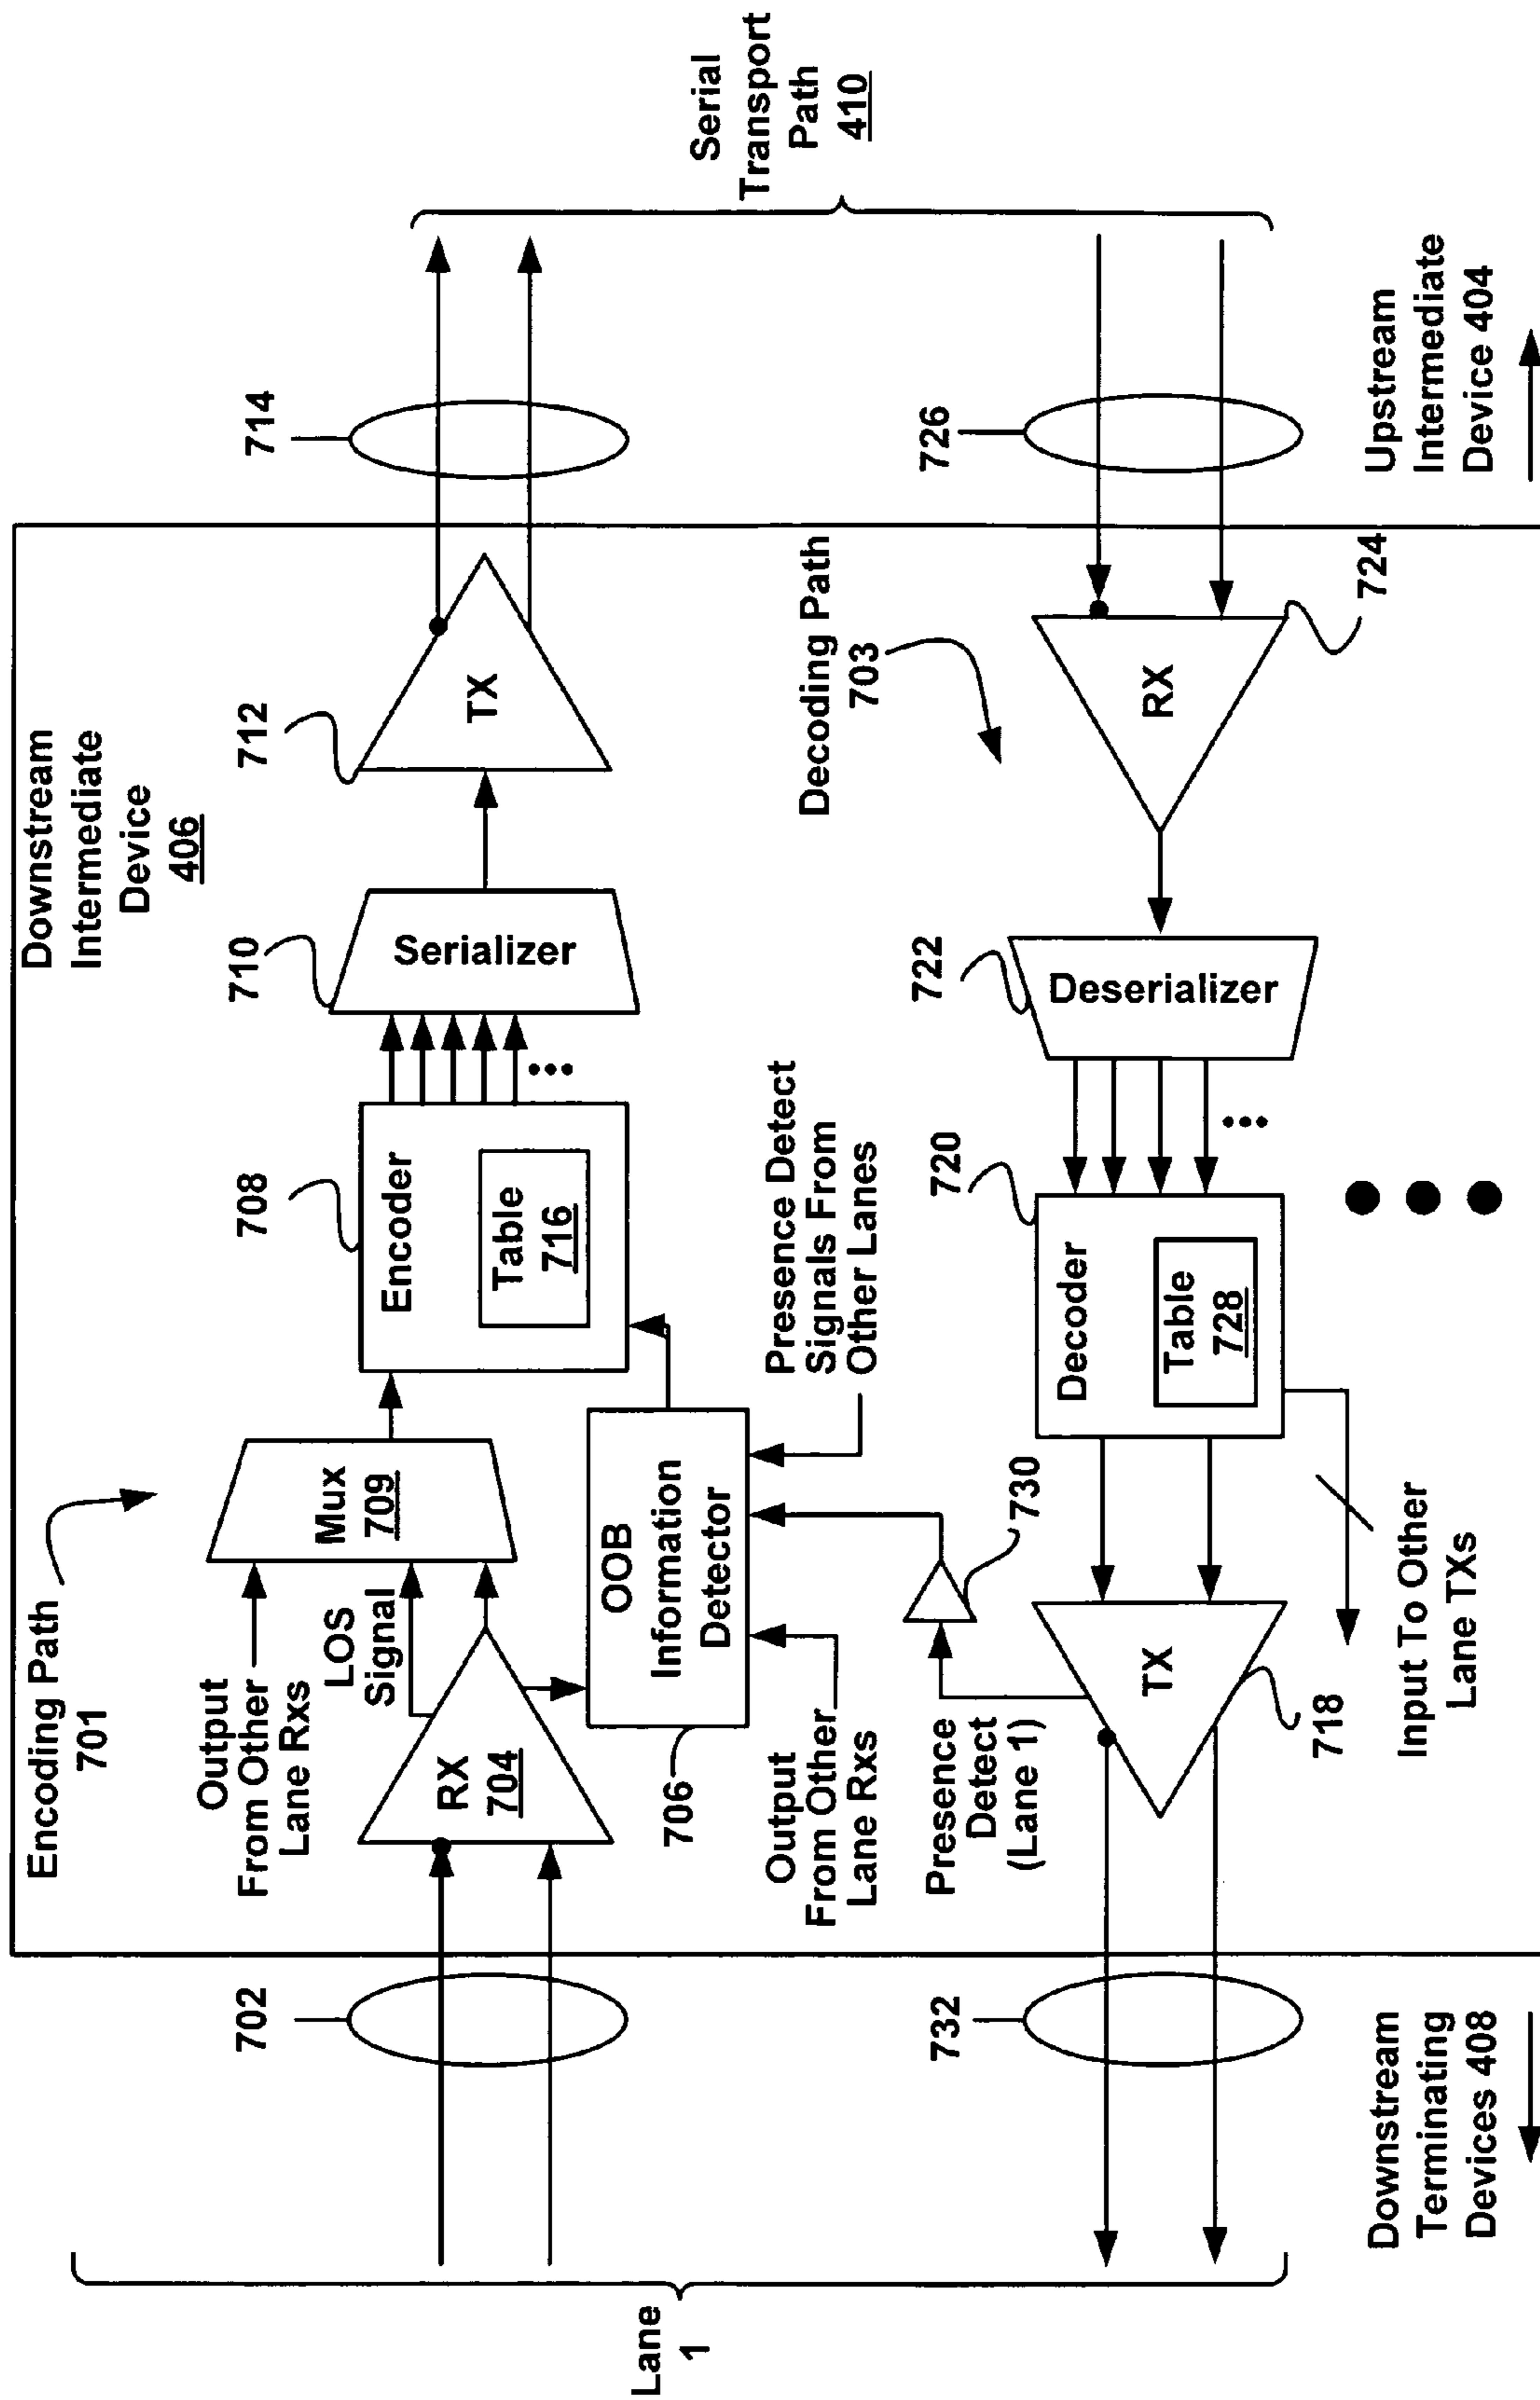 Encoding Path
701
Downstream
Intermediate
Device
406
Output
From Other
Lane Rxs
LOS
Signal
702
RX
704
Mux
709
708
Encoder
Table
716
710
Serializer
712
TX
714
Serial
Transport
Path
410
Lane
1
706
OOB
Information
Detector
Output
From Other
Lane Rxs
Presence Detect
Signals From
Other Lanes
Presence
Detect
(Lane 1)
730
732
TX
718
720
Decoder
Table
728
722
Deserializer
Decoding Path
703
RX
724
726
Input To Other
Lane TXs
Downstream
Terminating
Devices 408
Upstream
Intermediate
Device 404